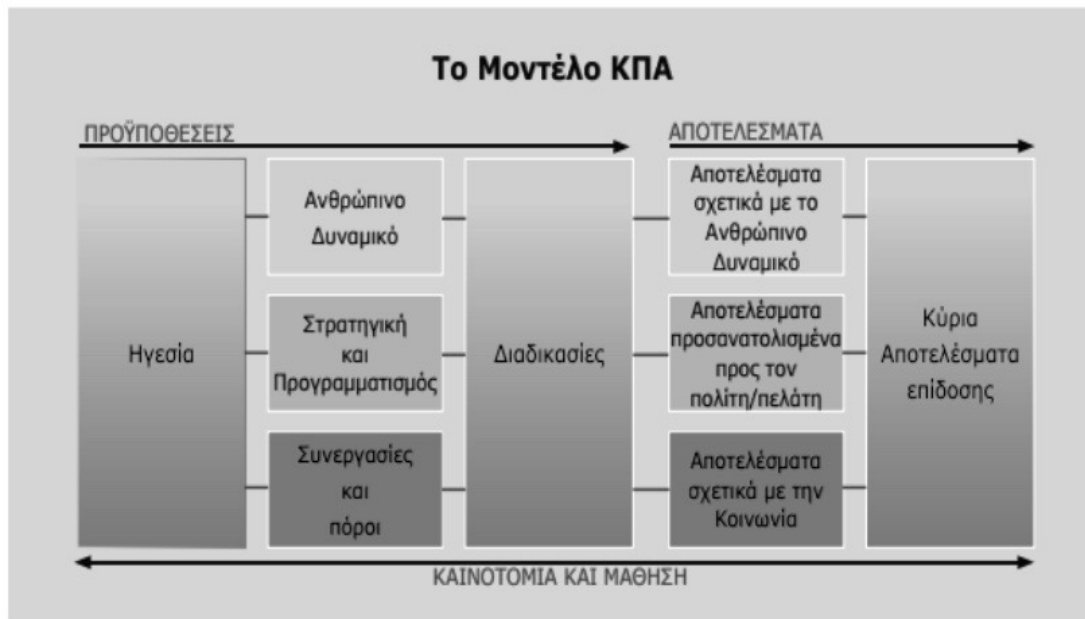 Το Μοντέλο ΚΠΑ
ΠΡΟΫΠΟΘΕΣΕΙΣ
ΑΠΟΤΕΛΕΣΜΑΤΑ
Ηγεσία
Ανθρώπινο
Δυναμικό
Στρατηγική
και
Προγραμματισμός
Συνεργασίες
και
πόροι
Διαδικασίες
Αποτελέσματα
σχετικά με το
Ανθρώπινο
Δυναμικό
Αποτελέσματα
προσανατολισμένα
προς τον
πολίτη/πελάτη
Αποτελέσματα
σχετικά με την
Κοινωνία
Κύρια
Αποτελέσματα
επίδοσης
ΚΑΙΝΟΤΟΜΙΑ ΚΑΙ ΜΑΘΗΣΗ